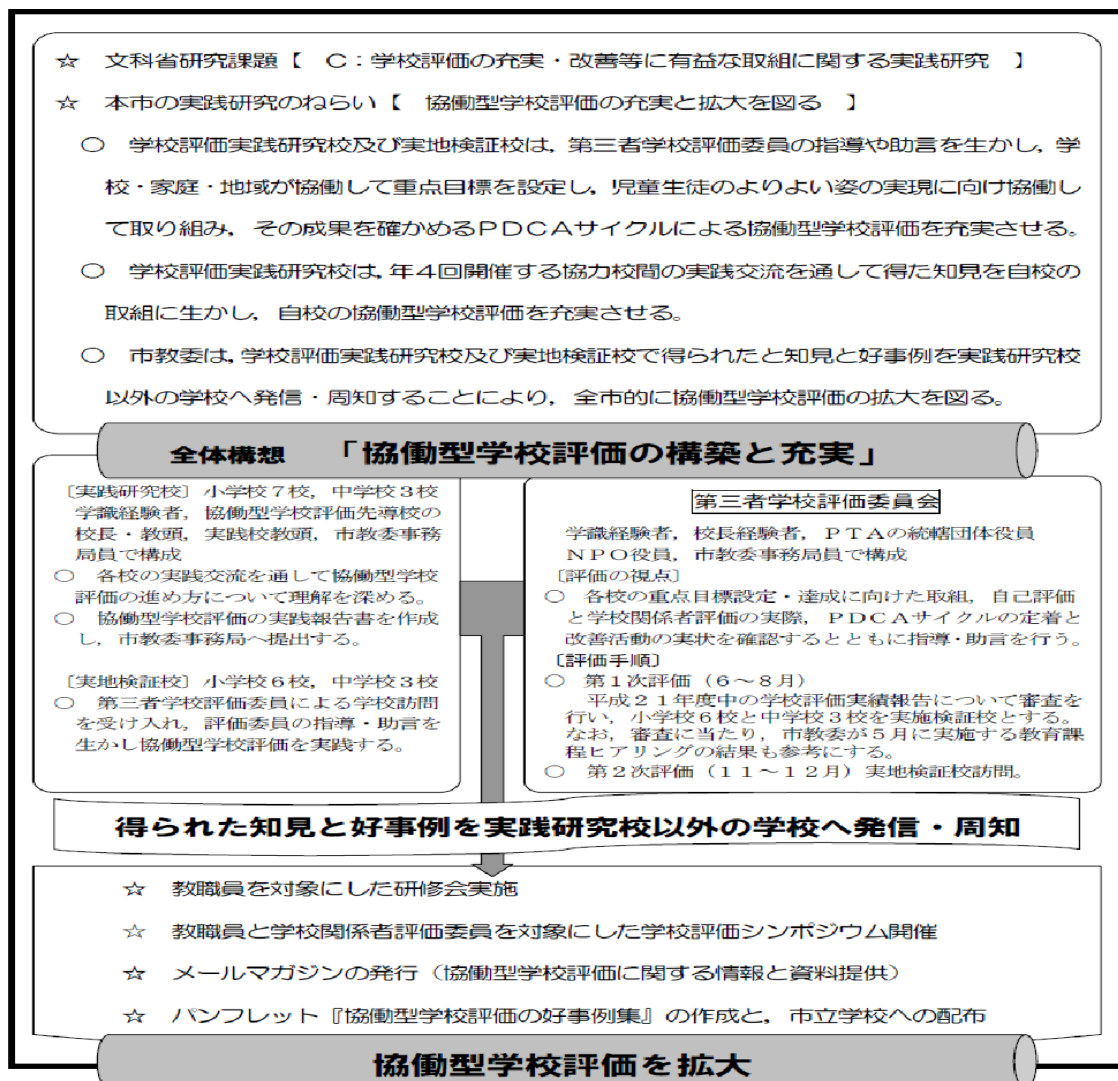 ☆　文科省研究課題【　C：学校評価の充実・改善等に有益な取組に関する実践研究　】
☆　本市の実践研究のねらい【　協働型学校評価の充実と拡大を図る　】
○　学校評価実践研究校及び実地検証校は，第三者学校評価委員の指導や助言を生かし，学
校・家庭・地域が協働して重点目標を設定し，児童生徒のよりよい姿の実現に向け協働し
て取り組み，その成果を確かめるＰＤＣＡサイクルによる協働型学校評価を充実させる。
○　学校評価実践研究校は，年４回開催する協力校間の実践交流を通して得た知見を自校の
取組に生かし，自校の協働型学校評価を充実させる。
○　市教委は，学校評価実践研究校及び実地検証校で得られたと知見と好事例を実践研究校
以外の学校へ発信・周知することにより，全市的に協働型学校評価の拡大を図る。
全体構想　「協働型学校評価の構築と充実」
〔実践研究校〕小学校７校，中学校３校
学識経験者，協働型学校評価先導校の
校長・教頭，実践校教頭，市教委事務
局員で構成
○　各校の実践交流を通して協働型学校
評価の進め方について理解を深める。
○　協働型学校評価の実践報告書を作成
し，市教委事務局へ提出する。
［実地検証校］小学校６校，中学校３校
○　第三者学校評価委員による学校訪問
を受け入れ，評価委員の指導・助言を
生かし協働型学校評価を実践する。
第三者学校評価委員会
学識経験者，校長経験者，ＰＴＡの統轄団体役員
ＮＰＯ役員，市教委事務局員で構成
〔評価の視点〕
○　各校の重点目標設定・達成に向けた取組，自己評価
と学校関係者評価の実際，ＰＤＣＡサイクルの定着と
改善活動の実状を確認するとともに指導・助言を行う。
〔評価手順〕
○　第１次評価（６～８月）
平成２１年度中の学校評価実績報告について審査を
行い，小学校６校と中学校３校を実施検証校とする。
なお，審査に当たり，市教委が５月に実施する教育課
程ヒアリングの結果も参考にする。
○　第２次評価（１１～１２月）実地検証校訪問。
得られた知見と好事例を実践研究校以外の学校へ発信・周知
☆　教職員を対象にした研修会実施
☆　教職員と学校関係者評価委員を対象にした学校評価シンポジウム開催
☆　メールマガジンの発行（協働型学校評価に関する情報と資料提供）
☆　パンフレット『協働型学校評価の好事例集』の作成と，市立学校への配布
協働型学校評価を拡大